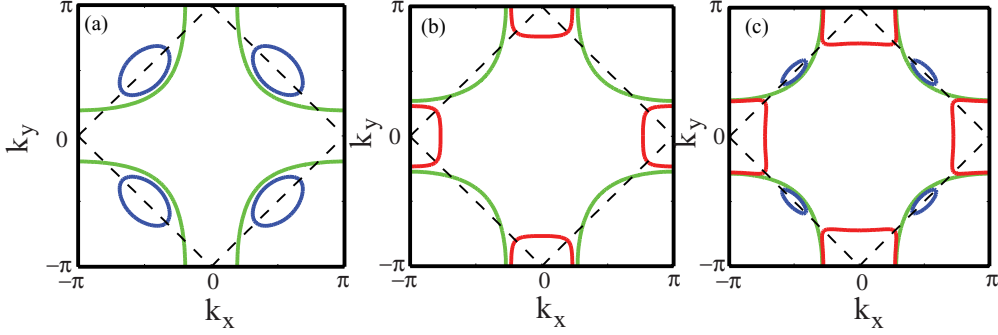 (a) (b) (c)
π π π
k_y k_y k_y
0 0 0
−π −π −π
−π 0 π −π 0 π −π 0 π
k_x k_x k_x